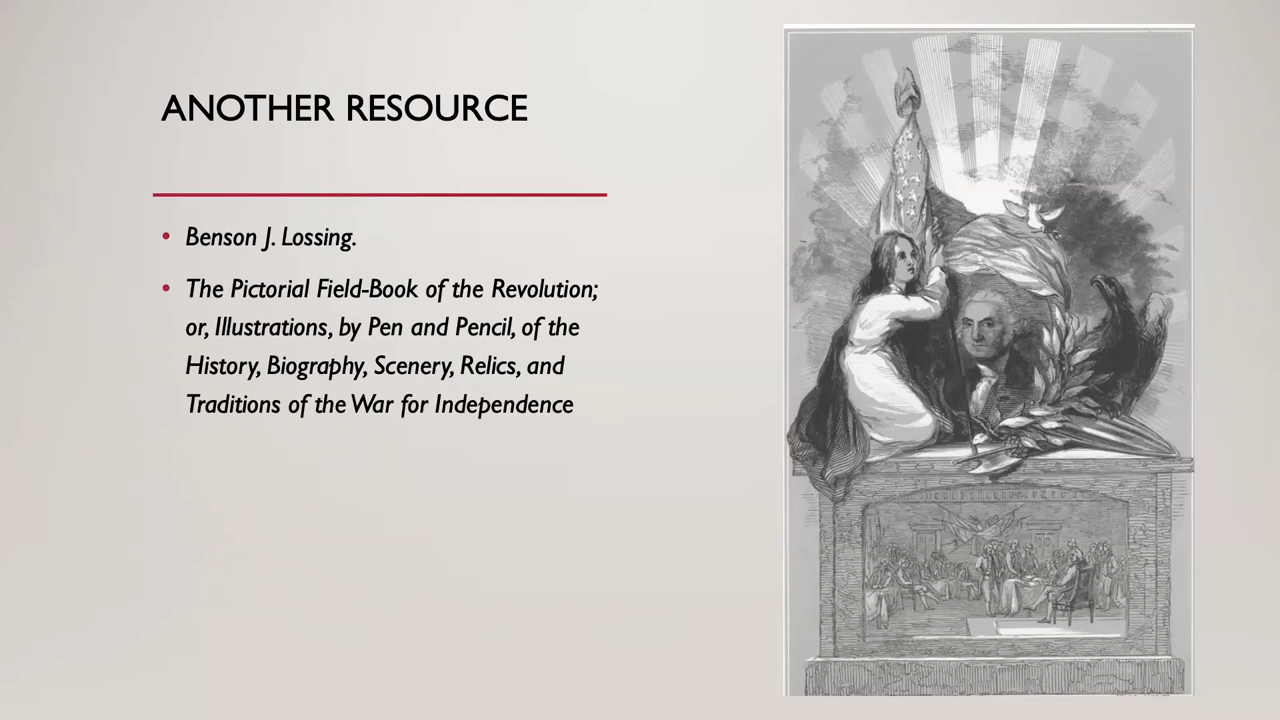 ANOTHER RESOURCE
• Benson J. Lossing.
• The Pictorial Field-Book of the Revolution;
or, Illustrations, by Pen and Pencil, of the
History, Biography, Scenery, Relics, and
Traditions of the War for Independence